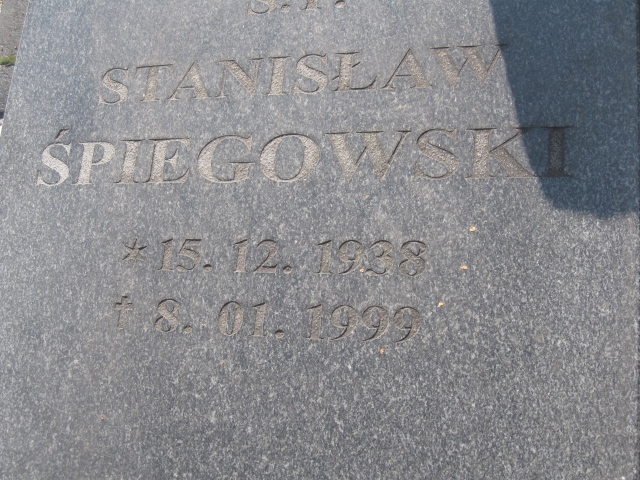 Ś.P.
STANISŁAW
ŚPIEGOWSKI
* 15. 12. 1938
† 8. 01. 1999